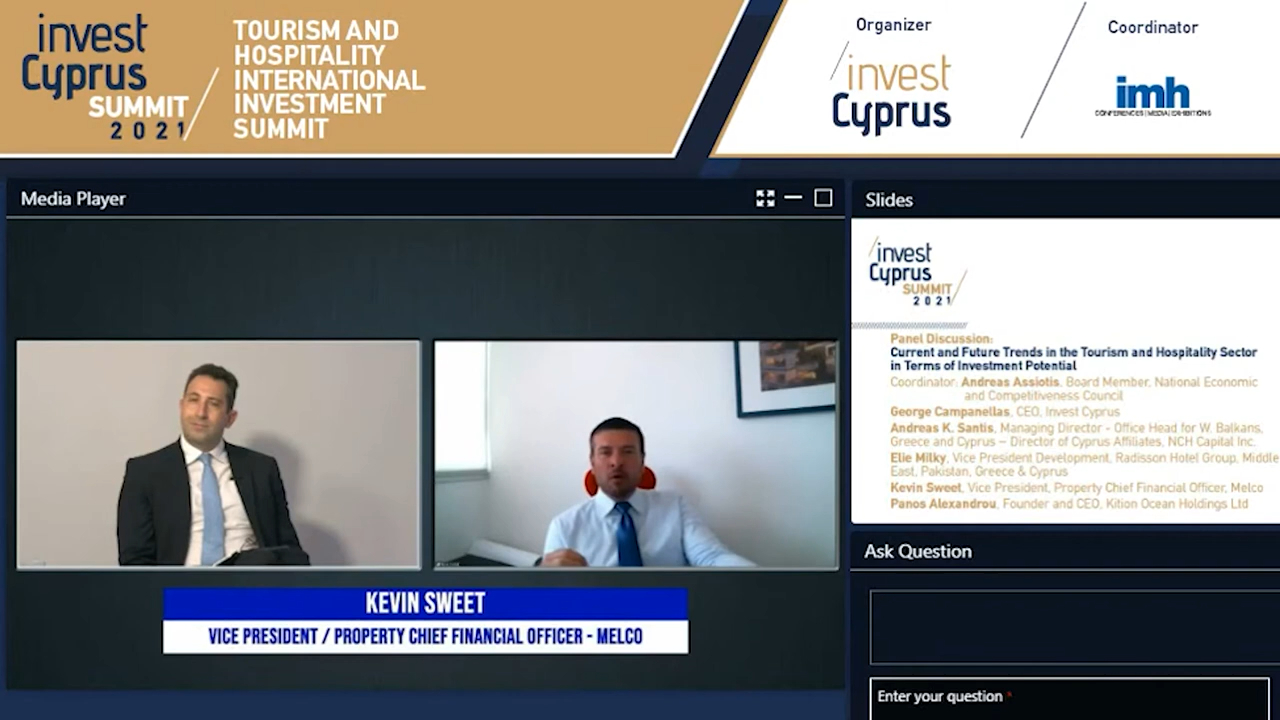 invest
Cyprus
SUMMIT
2021
TOURISM AND
HOSPITALITY
INTERNATIONAL
INVESTMENT
SUMMIT
Organizer
invest
Cyprus
Coordinator
imh
CONFERENCES | MEDIA | EXHIBITIONS
Media Player
KEVIN SWEET
VICE PRESIDENT / PROPERTY CHIEF FINANCIAL OFFICER - MELCO
Slides
invest
Cyprus
SUMMIT
2021
Panel Discussion:
Current and Future Trends in the Tourism and Hospitality Sector
in Terms of Investment Potential
Coordinator: Andreas Assiotis, Board Member, National Economic
and Competitiveness Council
George Campanellas, CEO, Invest Cyprus
Andreas K. Santis, Managing Director - Office Head for W. Balkans,
Greece and Cyprus – Director of Cyprus Affiliates, NCH Capital Inc.
Elie Milky, Vice President Development, Radisson Hotel Group, Middle
East, Pakistan, Greece & Cyprus
Kevin Sweet, Vice President, Property Chief Financial Officer, Melco
Panos Alexandrou, Founder and CEO, Kition Ocean Holdings Ltd
Ask Question
Enter your question *